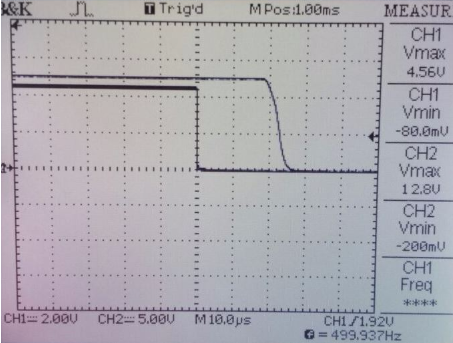 B&K Trig'd M Pos:1.00ms MEASUR
CH1
Vmax
4.56V
CH1
Vmin
-80.0mV
CH2
Vmax
12.8V
CH2
Vmin
-200mV
CH1
Freq
****
CH1 2.00V CH2 5.00V M 10.0µs CH1 / 1.92V
499.937Hz